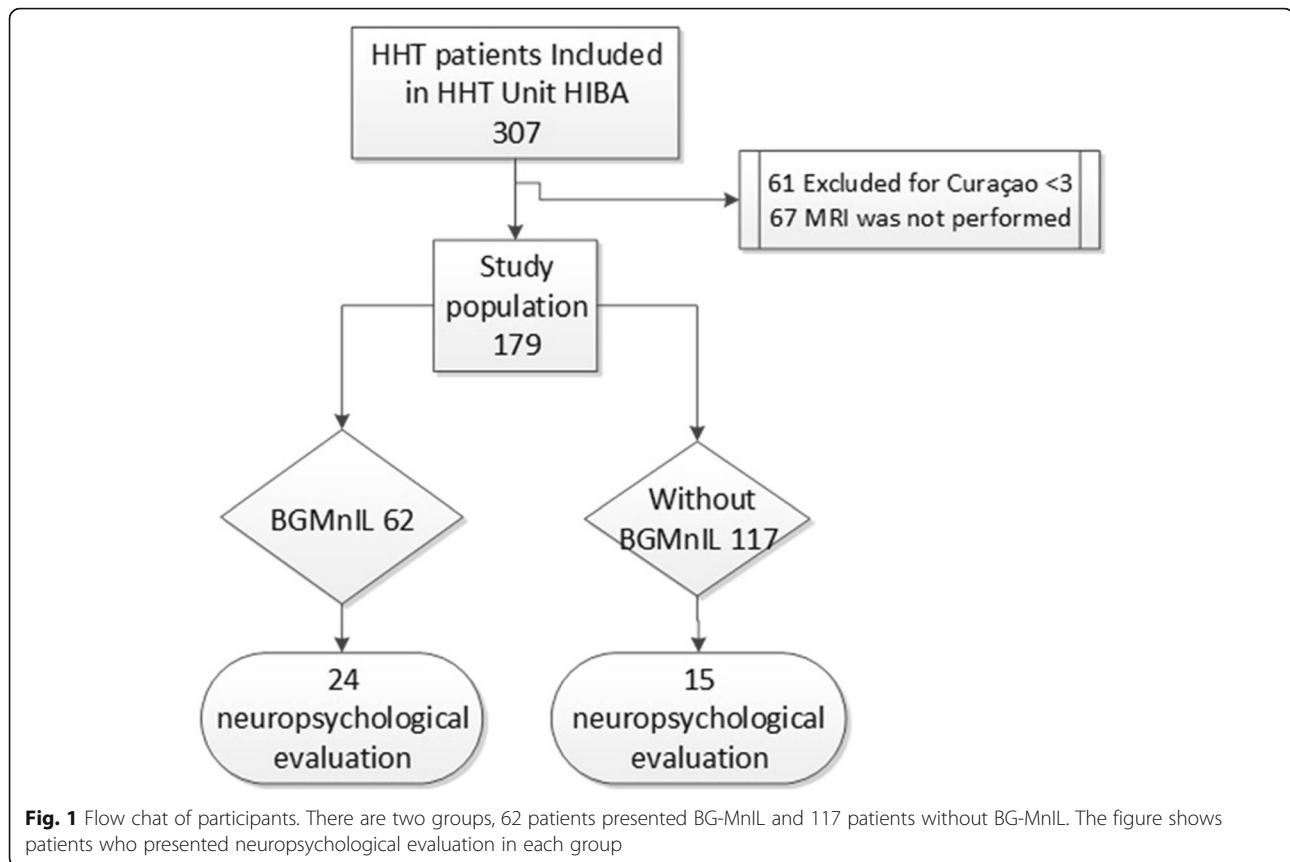 HHT patients Included
in HHT Unit HIBA
307
61 Excluded for Curaçao <3
67 MRI was not performed
Study
population
179
BGMnIL 62
Without
BGMnIL 117
24
neuropsychological
evaluation
15
neuropsychological
evaluation
Fig. 1 Flow chat of participants. There are two groups, 62 patients presented BG-MnIL and 117 patients without BG-MnIL. The figure shows
patients who presented neuropsychological evaluation in each group